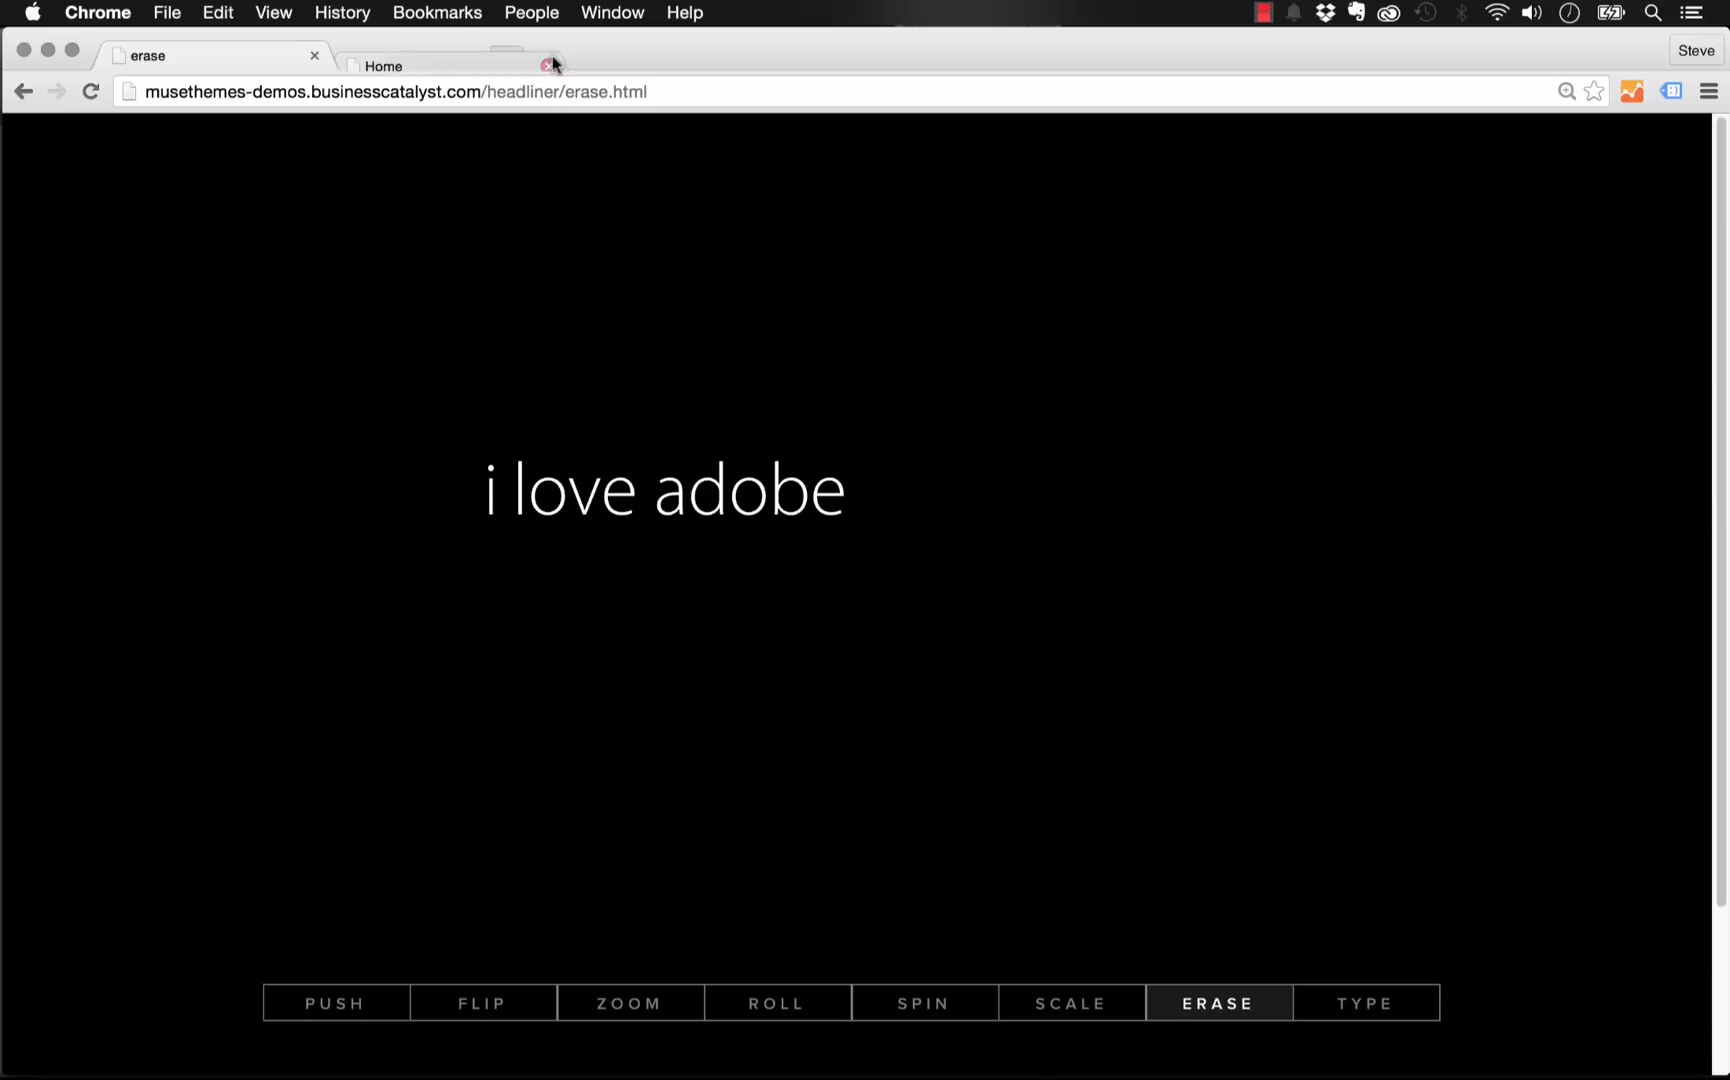 Chrome File Edit View History Bookmarks People Window Help
erase
Home
Steve
musethemes-demos.businesscatalyst.com/headliner/erase.html
i love adobe
PUSH FLIP ZOOM ROLL SPIN SCALE ERASE TYPE